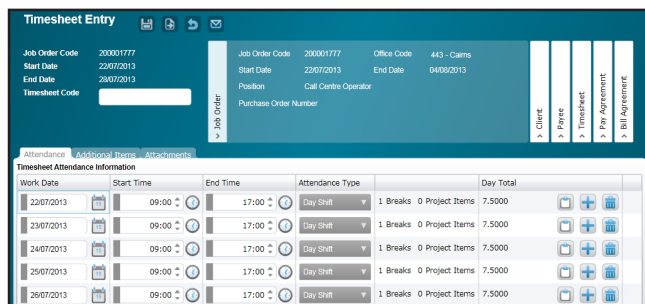 Timesheet Entry
Job Order Code 200001777
Start Date 22/07/2013
End Date 28/07/2013
Timesheet Code
> Job Order
Job Order Code 200001777 Office Code 443 - Cairns
Start Date 22/07/2013 End Date 04/08/2013
Position Call Centre Operator
Purchase Order Number
> Client
> Payee
> Timesheet
> Pay Agreement
> Bill Agreement
Attendance Additional Items Attachments
Timesheet Attendance Information
Work Date Start Time End Time Attendance Type Day Total
22/07/2013 09:00 17:00 Day Shift 1 Breaks 0 Project Items 7.5000
23/07/2013 09:00 17:00 Day Shift 1 Breaks 0 Project Items 7.5000
24/07/2013 09:00 17:00 Day Shift 1 Breaks 0 Project Items 7.5000
25/07/2013 09:00 17:00 Day Shift 1 Breaks 0 Project Items 7.5000
26/07/2013 09:00 17:00 Day Shift 1 Breaks 0 Project Items 7.5000